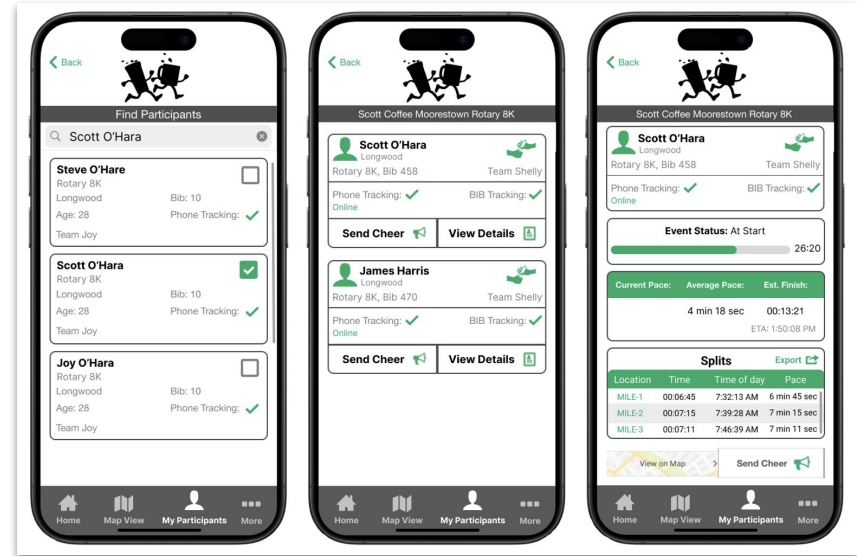 Back
Find Participants
Scott O'Hara
Steve O'Hare
Rotary 8K
Longwood Bib: 10
Age: 28 Phone Tracking:
Team Joy
Scott O'Hara
Rotary 8K
Longwood Bib: 10
Age: 28 Phone Tracking:
Team Joy
Joy O'Hara
Rotary 8K
Longwood Bib: 10
Age: 28 Phone Tracking:
Team Joy
Home Map View My Participants More
Back
Scott Coffee Moorestown Rotary 8K
Scott O'Hara
Longwood
Rotary 8K, Bib 458 Team Shelly
Phone Tracking: BIB Tracking:
Online
Send Cheer View Details
James Harris
Longwood
Rotary 8K, Bib 470 Team Shelly
Phone Tracking: BIB Tracking:
Online
Send Cheer View Details
Home Map View My Participants More
Back
Scott Coffee Moorestown Rotary 8K
Scott O'Hara
Longwood
Rotary 8K, Bib 458 Team Shelly
Phone Tracking: BIB Tracking:
Online
Event Status: At Start
26:20
Current Pace: Average Pace: Est. Finish:
4 min 18 sec 00:13:21
ETA: 1:50:08 PM
Splits Export
Location Time Time of day Pace
MILE-1 00:06:45 7:32:13 AM 6 min 45 sec
MILE-2 00:07:15 7:39:28 AM 7 min 15 sec
MILE-3 00:07:11 7:46:39 AM 7 min 11 sec
View on Map Send Cheer
Home Map View My Participants More